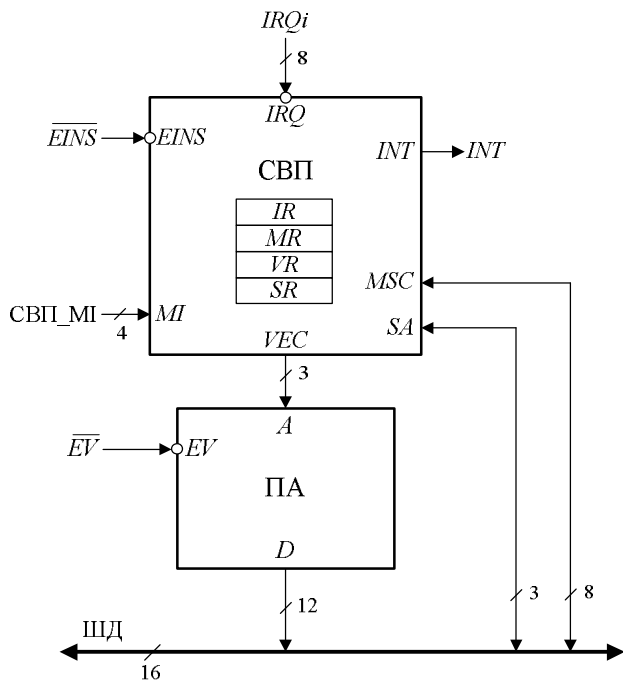 IRQi
8
IRQ
EINS EINS
INT INT
СВП
IR
MR
VR
SR
MSC
СВП_MI 4 MI
SA
VEC
3
A
EV EV
ПА
D
12
3 8
ШД
16